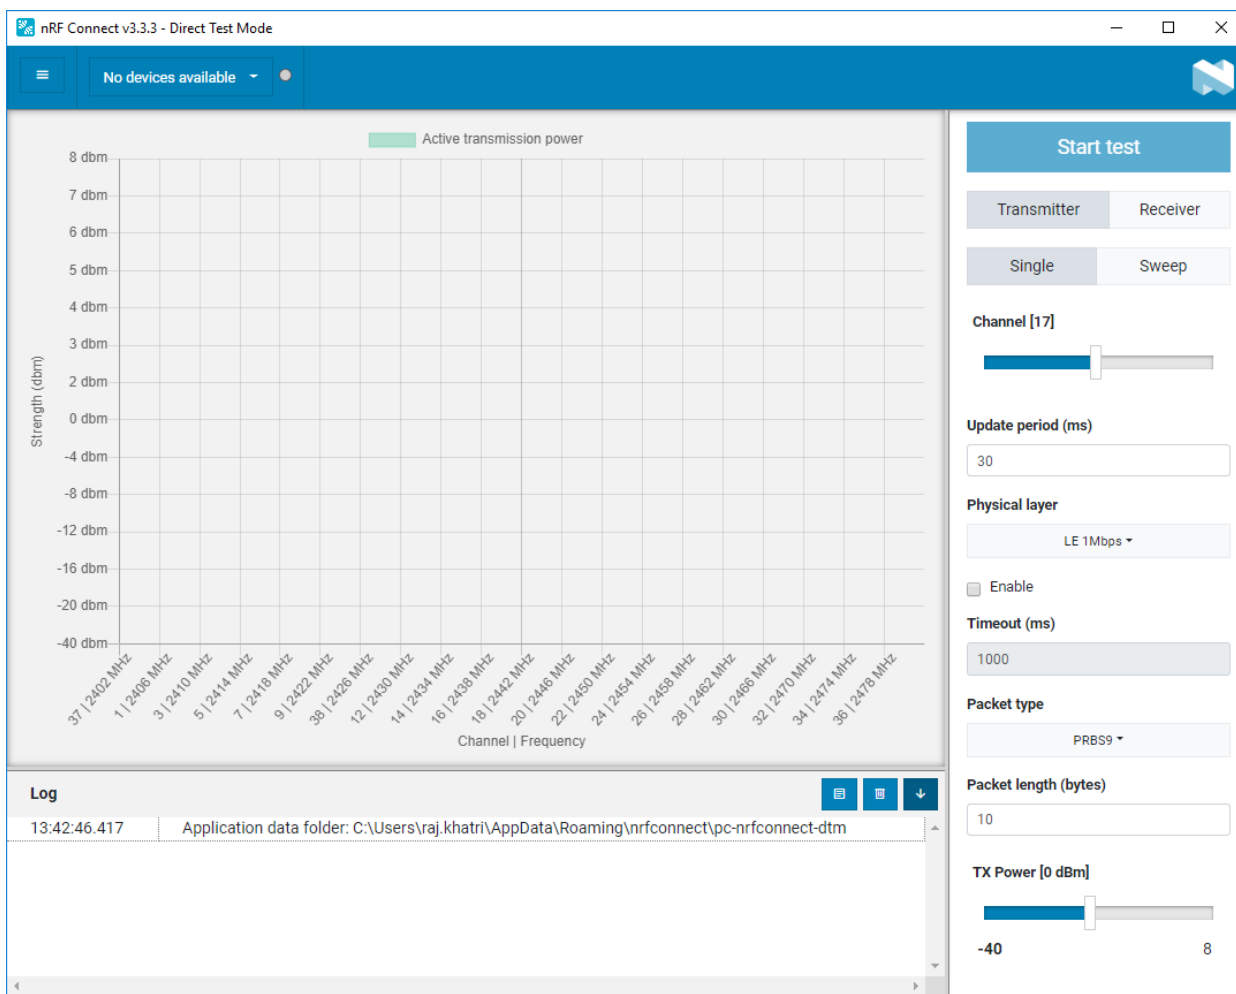 nRF Connect v3.3.3 - Direct Test Mode
No devices available
Active transmission power
8 dbm
7 dbm
6 dbm
5 dbm
4 dbm
3 dbm
2 dbm
0 dbm
-4 dbm
-8 dbm
-12 dbm
-16 dbm
-20 dbm
-40 dbm
Strength (dbm)
37 | 2402 MHz
1 | 2406 MHz
3 | 2410 MHz
5 | 2414 MHz
7 | 2418 MHz
9 | 2422 MHz
38 | 2426 MHz
12 | 2430 MHz
14 | 2434 MHz
16 | 2438 MHz
18 | 2442 MHz
20 | 2446 MHz
22 | 2450 MHz
24 | 2454 MHz
26 | 2458 MHz
28 | 2462 MHz
30 | 2466 MHz
32 | 2470 MHz
34 | 2474 MHz
36 | 2478 MHz
Channel | Frequency
Log
13:42:46.417 Application data folder: C:\Users\raj.khatri\AppData\Roaming\nrfconnect\pc-nrfconnect-dtm
Start test
Transmitter Receiver
Single Sweep
Channel [17]
Update period (ms)
30
Physical layer
LE 1Mbps
Enable
Timeout (ms)
1000
Packet type
PRBS9
Packet length (bytes)
10
TX Power [0 dBm]
-40 8